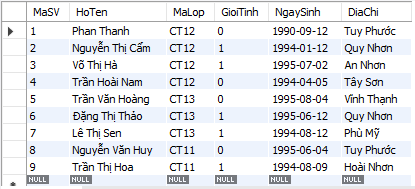 MaSV HoTen MaLop GioiTinh NgaySinh DiaChi
1 Phan Thanh CT12 0 1990-09-12 Tuy Phước
2 Nguyễn Thị Cẩm CT12 1 1994-01-12 Quy Nhơn
3 Võ Thị Hà CT12 1 1995-07-02 An Nhơn
4 Trần Hoài Nam CT12 0 1994-04-05 Tây Sơn
5 Trần Văn Hoàng CT13 0 1995-08-04 Vĩnh Thạnh
6 Đặng Thị Thảo CT13 1 1995-06-12 Quy Nhơn
7 Lê Thị Sen CT13 1 1994-08-12 Phù Mỹ
8 Nguyễn Văn Huy CT11 0 1995-06-04 Tuy Phước
9 Trần Thị Hoa CT11 1 1994-08-09 Hoài Nhơn
NULL NULL NULL NULL NULL NULL